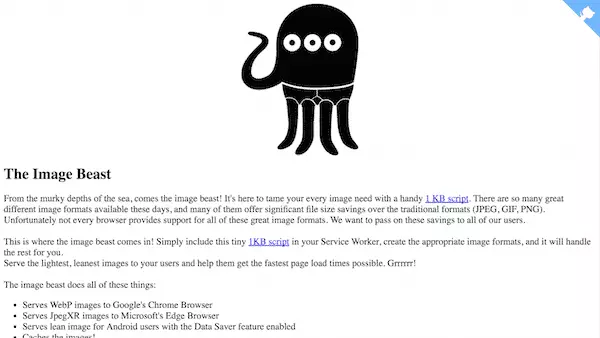 The Image Beast
From the murky depths of the sea, comes the image beast! It's here to tame your every image need with a handy 1 KB script. There are so many great
different image formats available these days, and many of them offer significant file size savings over the traditional formats (JPEG, GIF, PNG).
Unfortunately not every browser provides support for all of these great image formats. We want to pass on these savings to all of our users.
This is where the image beast comes in! Simply include this tiny 1KB script in your Service Worker, create the appropriate image formats, and it will handle
the rest for you.
Serve the lightest, leanest images to your users and help them get the fastest page load times possible. Grrrrrr!
The image beast does all of these things:
• Serves WebP images to Google's Chrome Browser
• Serves JpegXR images to Microsoft's Edge Browser
• Serves lean image for Android users with the Data Saver feature enabled
• Caches the images!